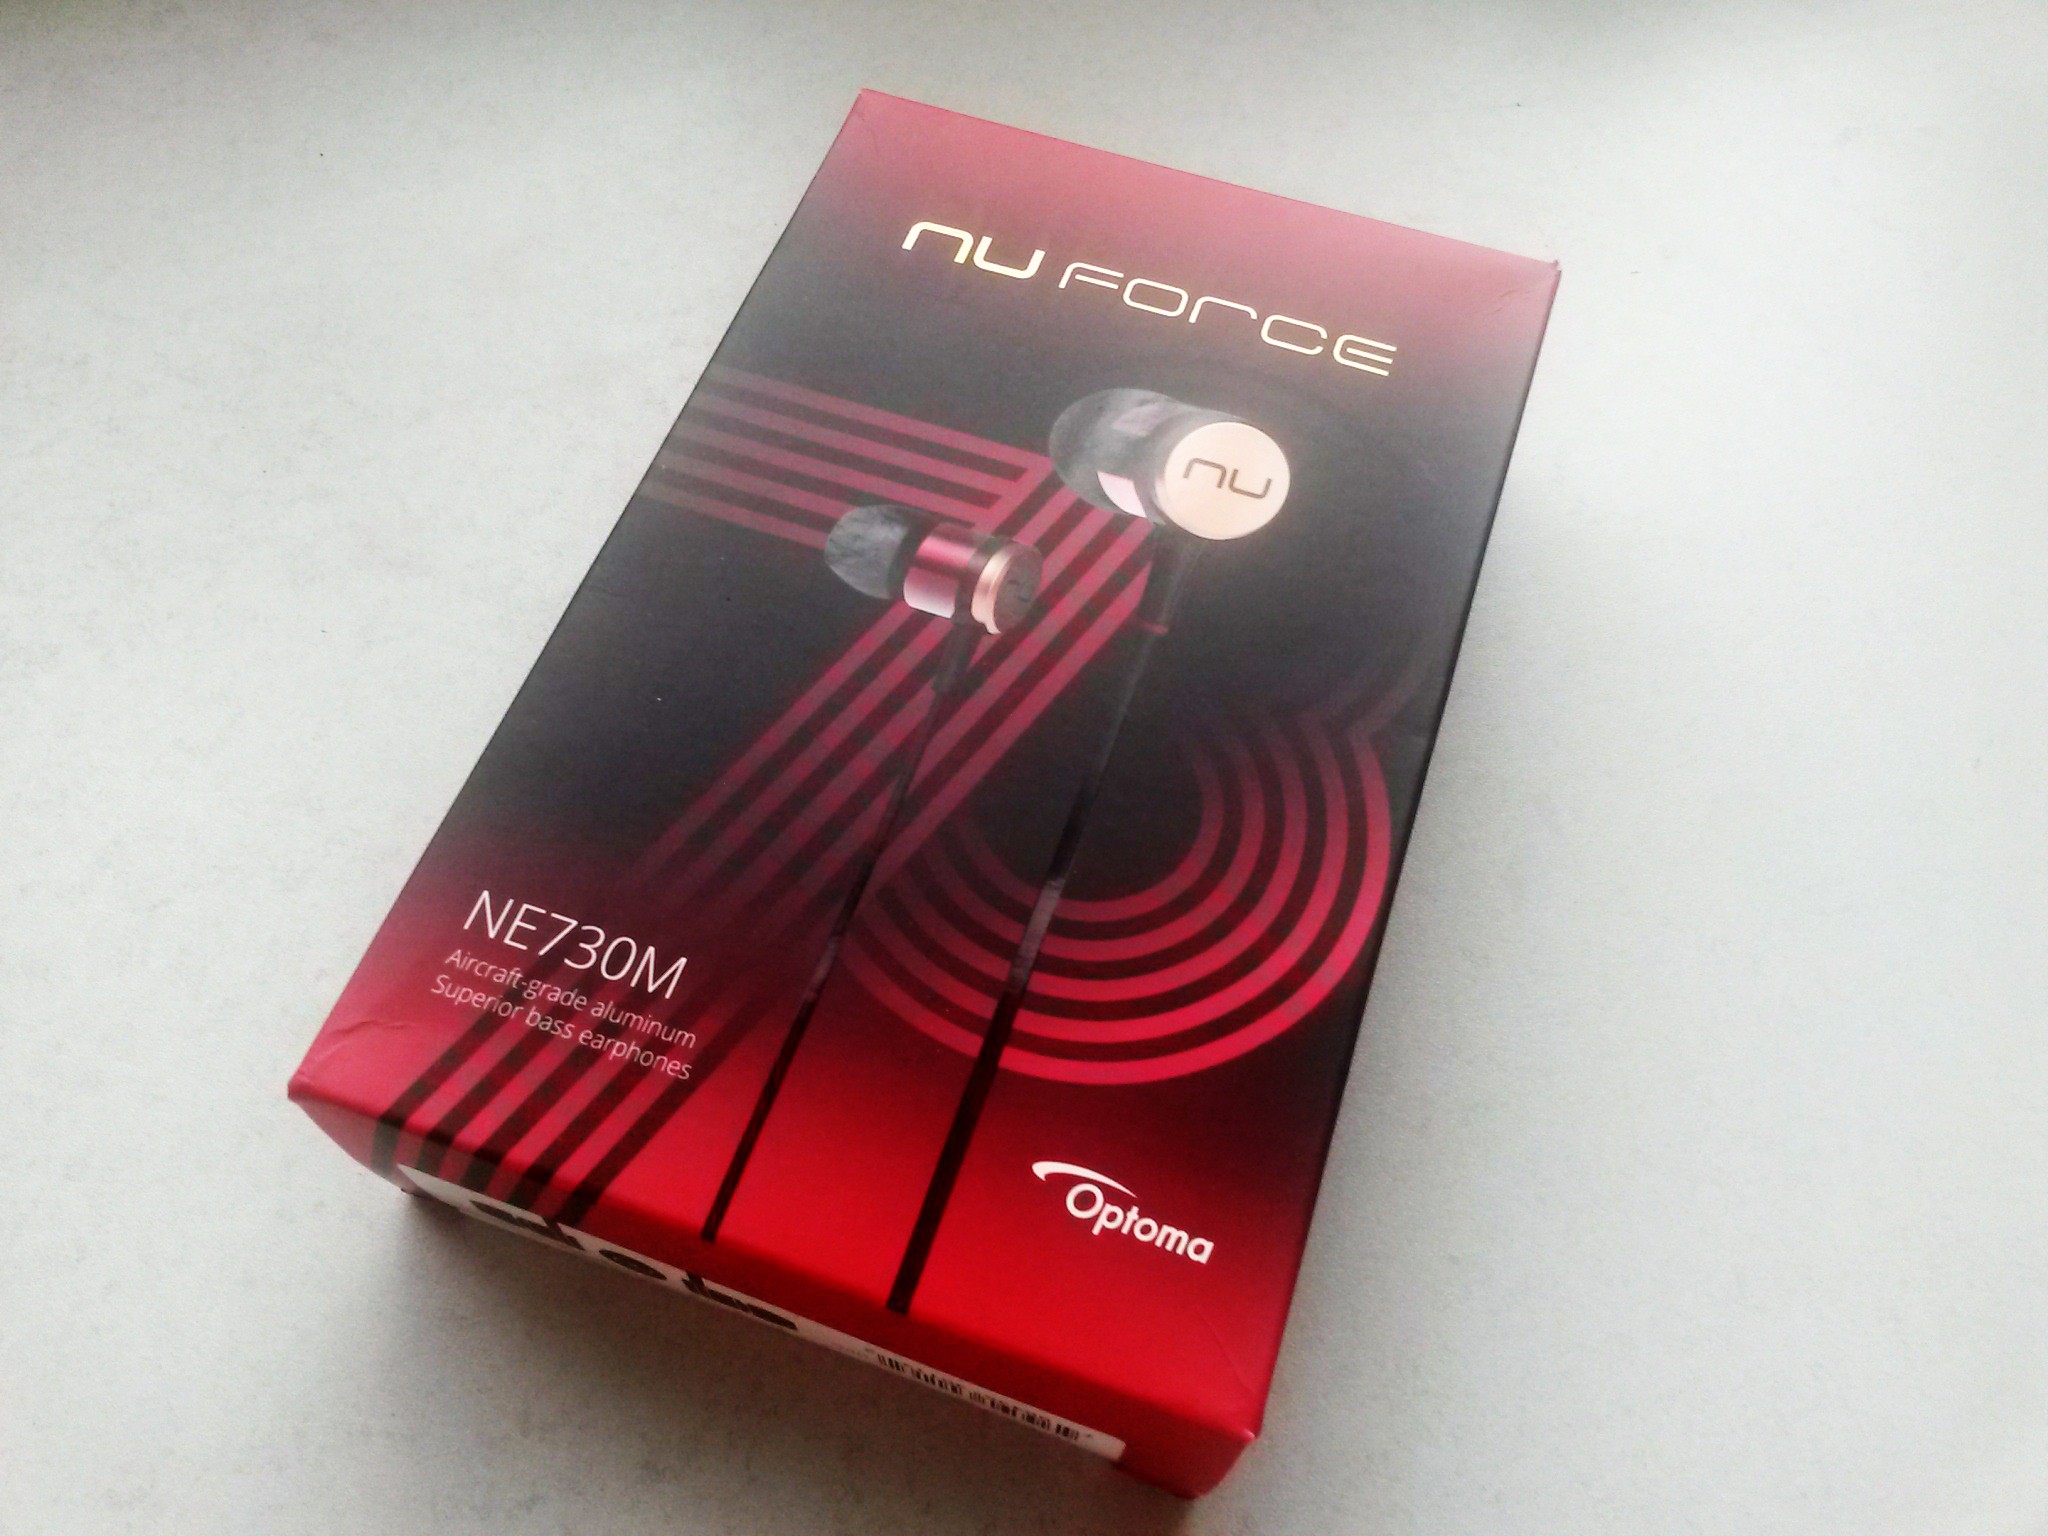 nu force
nu
NE730M
Aircraft-grade aluminum
Superior bass earphones
Optoma